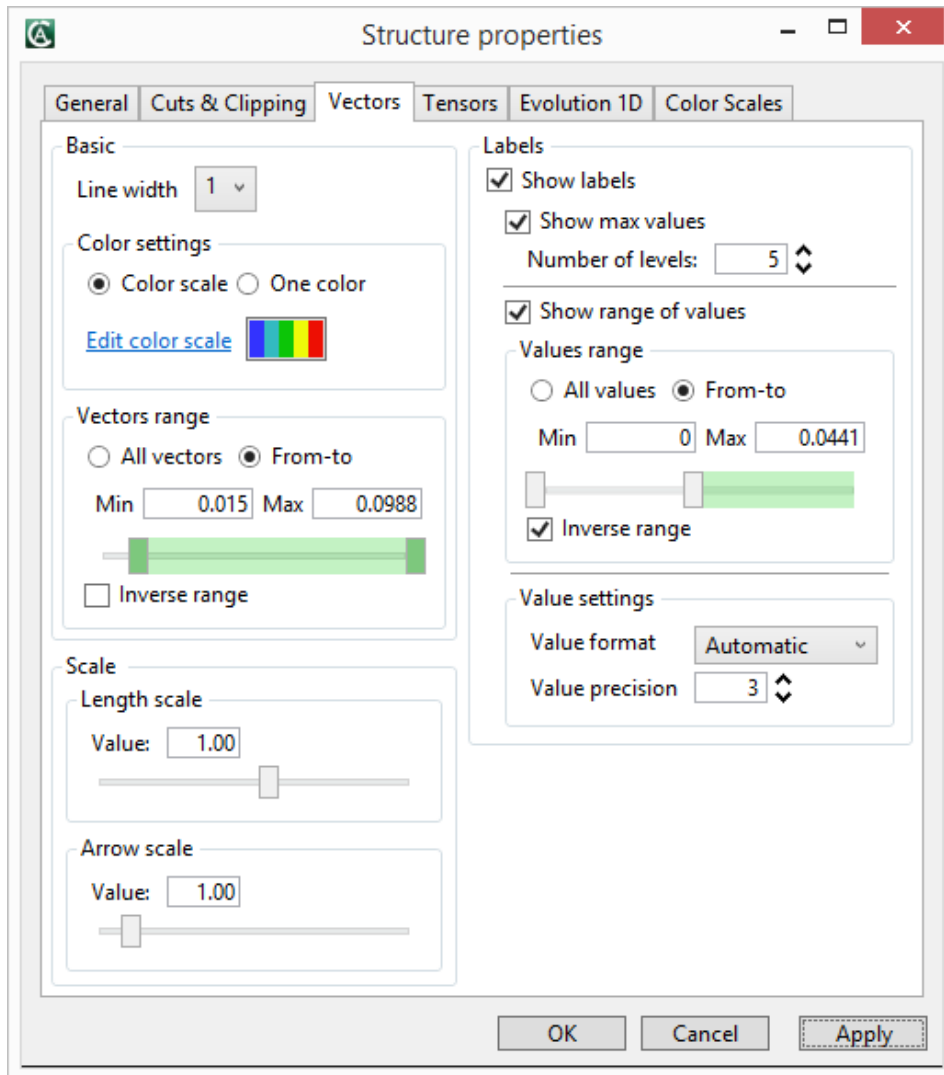 Structure properties
General Cuts & Clipping Vectors Tensors Evolution 1D Color Scales
Basic
Line width 1
Color settings
Color scale One color
Edit color scale
Vectors range
All vectors From-to
Min 0.015 Max 0.0988
Inverse range
Scale
Length scale
Value: 1.00
Arrow scale
Value: 1.00
Labels
Show labels
Show max values
Number of levels: 5
Show range of values
Values range
All values From-to
Min 0 Max 0.0441
Inverse range
Value settings
Value format Automatic
Value precision 3
OK Cancel Apply